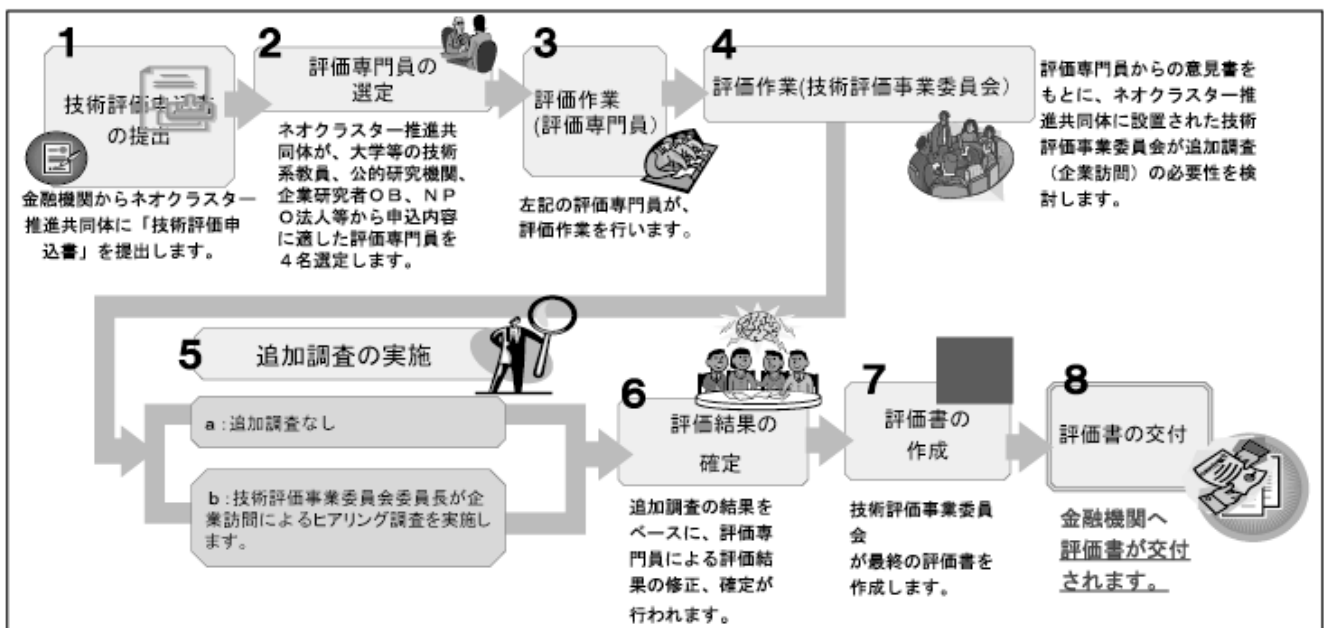 1
技術評価申込書
の提出
金融機関からネオクラスター
推進共同体に「技術評価申
込書」を提出します。
2
評価専門員の
選定
ネオクラスター推進共
同体が、大学等の技術
系教員、公的研究機関、
企業研究者ＯＢ、ＮＰ
Ｏ法人等から申込内容
に適した評価専門員を
４名選定します。
3
評価作業
(評価専門員)
左記の評価専門員が、
評価作業を行います。
4
評価作業(技術評価事業委員会)
評価専門員からの意見書を
もとに、ネオクラスター推
進共同体に設置された技術
評価事業委員会が追加調査
（企業訪問）の必要性を検
討します。
5
追加調査の実施
a：追加調査なし
b：技術評価事業委員会委員長が企
業訪問によるヒアリング調査を実施し
ます。
6
評価結果の
確定
追加調査の結果を
ベースに、評価専
門員による評価結
果の修正、確定が
行われます。
7
評価書の
作成
技術評価事業委員
会
が最終の評価書を
作成します。
8
評価書の交付
金融機関へ
評価書が交付
されます。